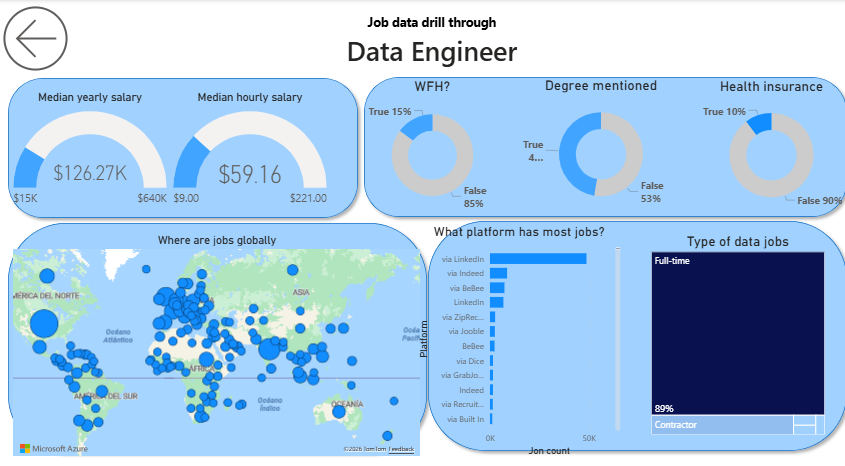 Job data drill through
Data Engineer
Median yearly salary
$126.27K
$15K
$640K
Median hourly salary
$59.16
$9.00
$221.00
WFH?
True 15%
False
85%
Degree mentioned
True
4...
False
53%
Health insurance
True 10%
False 90%
Where are jobs globally
AMÉRICA DEL NORTE
ASIA
Océano
Atlántico
ÁFRICA
AMÉRICA DEL SUR
Océano
Índico
OCEANÍA
Microsoft Azure
©2026 TomTom Feedback
What platform has most jobs?
Platform
via LinkedIn
via Indeed
via BeBee
LinkedIn
via ZipRec...
via Jooble
BeBee
via Dice
via GrabJo...
Indeed
via Recruit...
via Built In
0K
50K
Jon count
Type of data jobs
Full-time
89%
Contractor